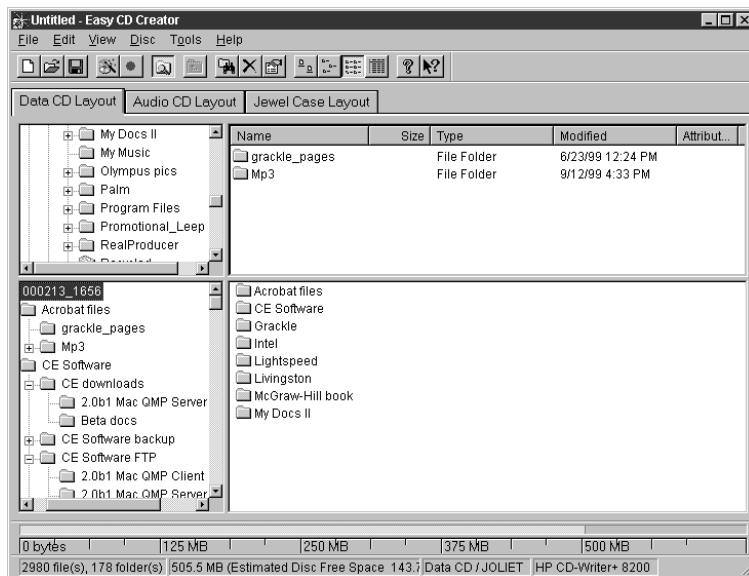 Untitled - Easy CD Creator
File Edit View Disc Tools Help
Data CD Layout Audio CD Layout Jewel Case Layout
My Docs II
My Music
Olympus pics
Palm
Program Files
Promotional_Leep
RealProducer
Name Size Type Modified Attribut...
grackle_pages File Folder 6/23/99 12:24 PM
Mp3 File Folder 9/12/99 4:33 PM
000213_1656
Acrobat files
grackle_pages
Mp3
CE Software
CE downloads
2.0b1 Mac QMP Server
Beta docs
CE Software backup
CE Software FTP
2.0b1 Mac QMP Client
2.0b1 Mac QMP Server
Acrobat files
CE Software
Grackle
Intel
Lightspeed
Livingston
McGraw-Hill book
My Docs II
0 bytes 125 MB 250 MB 375 MB 500 MB
2980 file(s), 178 folder(s) 505.5 MB (Estimated Disc Free Space 143.7 Data CD / JOLIET HP CD-Writer+ 8200